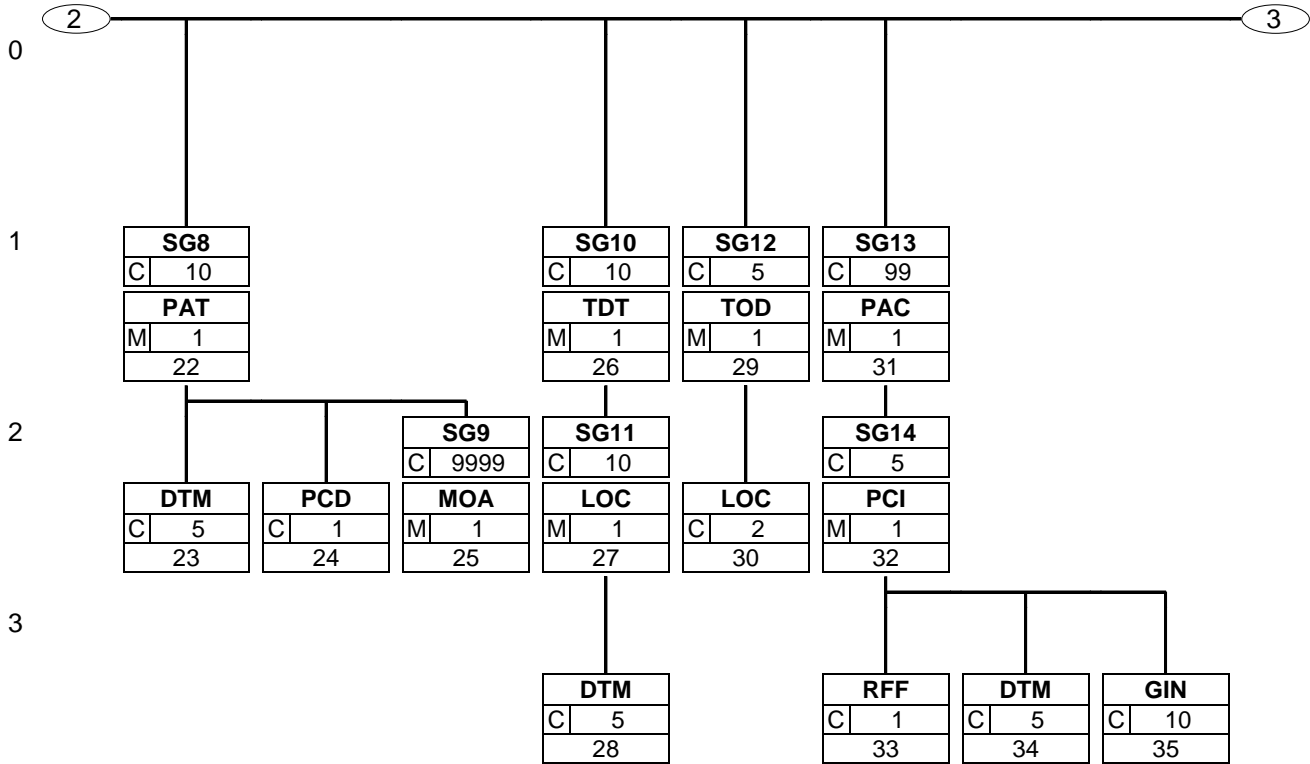 2 3
0
1 SG8 SG10 SG12 SG13
C 10 C 10 C 5 C 99
PAT TDT TOD PAC
M 1 M 1 M 1 M 1
22 26 29 31
2 SG9 SG11 SG14
C 9999 C 10 C 5
DTM PCD MOA LOC LOC PCI
C 5 C 1 M 1 M 1 C 2 M 1
23 24 25 27 30 32
3
DTM RFF DTM GIN
C 5 C 1 C 5 C 10
28 33 34 35